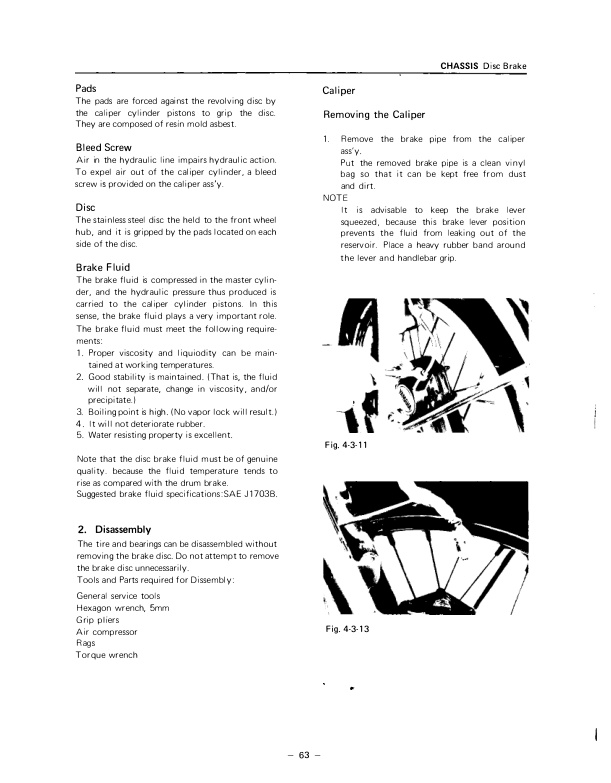 CHASSIS Disc Brake
Pads
The pads are forced against the revolving disc by
the caliper cylinder pistons to grip the disc.
They are composed of resin mold asbest.
Bleed Screw
Air in the hydraulic line impairs hydraulic action.
To expel air out of the caliper cylinder, a bleed
screw is provided on the caliper ass'y.
Disc
The stainless steel disc the held to the front wheel
hub, and it is gripped by the pads located on each
side of the disc.
Brake Fluid
The brake fluid is compressed in the master cylin-
der, and the hydraulic pressure thus produced is
carried to the caliper cylinder pistons. In this
sense, the brake fluid plays a very important role.
The brake fluid must meet the following require-
ments:
1. Proper viscosity and liquiodity can be main-
tained at working temperatures.
2. Good stability is maintained. (That is, the fluid
will not separate, change in viscosity, and/or
precipitate.)
3. Boiling point is high. (No vapor lock will result.)
4. It will not deteriorate rubber.
5. Water resisting property is excellent.
Note that the disc brake fluid must be of genuine
quality. because the fluid temperature tends to
rise as compared with the drum brake.
Suggested brake fluid specifications:SAE J1703B.
2. Disassembly
The tire and bearings can be disassembled without
removing the brake disc. Do not attempt to remove
the brake disc unnecessarily.
Tools and Parts required for Dissembly:
General service tools
Hexagon wrench, 5mm
Grip pliers
Air compressor
Rags
Torque wrench
Caliper
Removing the Caliper
1. Remove the brake pipe from the caliper
ass'y.
Put the removed brake pipe is a clean vinyl
bag so that it can be kept free from dust
and dirt.
NOTE
It is advisable to keep the brake lever
squeezed, because this brake lever position
prevents the fluid from leaking out of the
reservoir. Place a heavy rubber band around
the lever and handlebar grip.
Fig. 4-3-11
Fig. 4-3-13
– 63 –